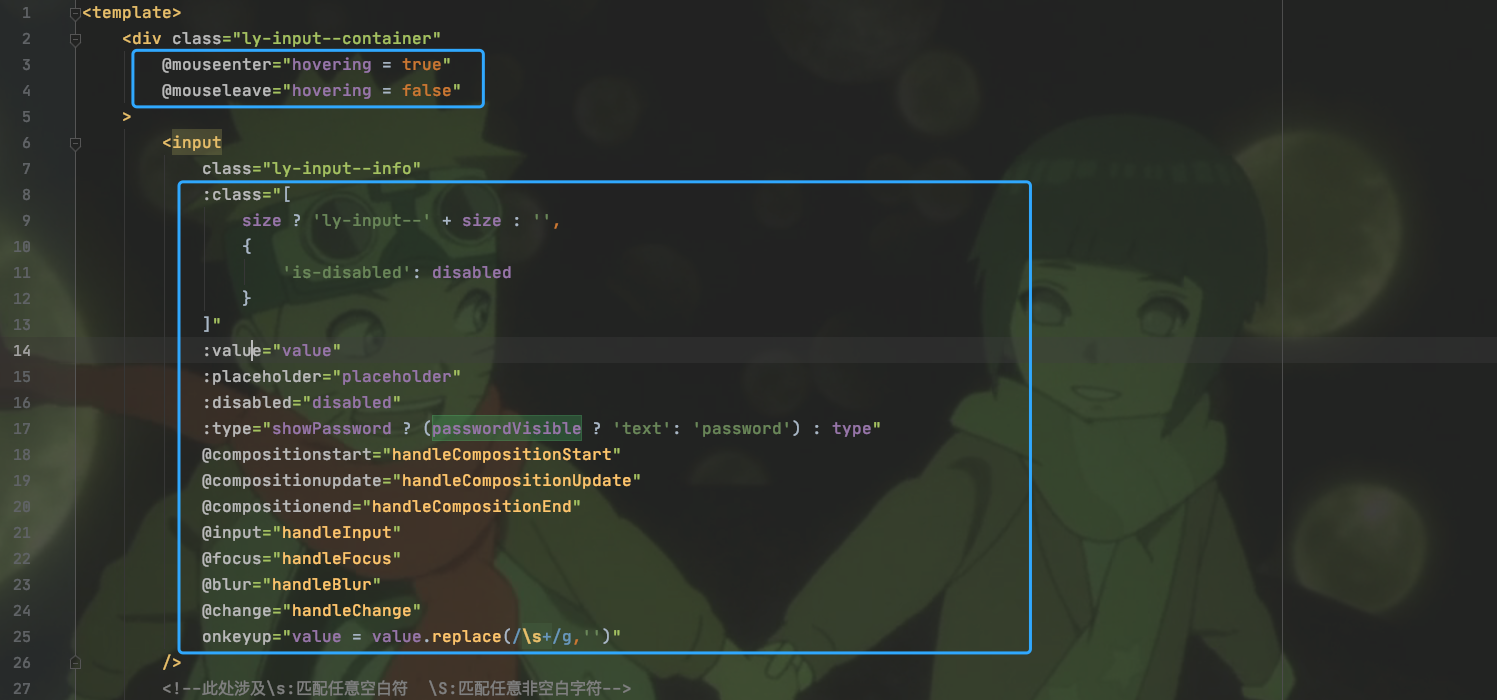 1 <template>
2 <div class="ly-input--container"
3 @mouseenter="hovering = true"
4 @mouseleave="hovering = false"
5 >
6 <input
7 class="ly-input--info"
8 :class="[
9 size ? 'ly-input--' + size : '',
10 {
11 'is-disabled': disabled
12 }
13 ]"
14 :value="value"
15 :placeholder="placeholder"
16 :disabled="disabled"
17 :type="showPassword ? (passwordVisible ? 'text': 'password') : type"
18 @compositionstart="handleCompositionStart"
19 @compositionupdate="handleCompositionUpdate"
20 @compositionend="handleCompositionEnd"
21 @input="handleInput"
22 @focus="handleFocus"
23 @blur="handleBlur"
24 @change="handleChange"
25 onkeyup="value = value.replace(/\s+/g,'')"
26 />
27 <!--此处涉及\s:匹配任意空白符 \S:匹配任意非空白字符-->